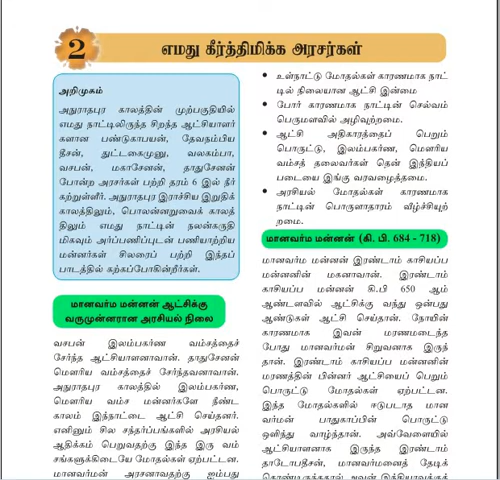 2
எமது கீர்த்திமிக்க அரசர்கள்
அறிமுகம்
அநுராதபுர காலத்தின் முற்பகுதியில்
எமது நாட்டிலிருந்த சிறந்த ஆட்சியாளர்
களான பண்டுகாபயன், தேவநம்பிய
தீசன், துட்டகைமுனு, வலகம்பா,
வசபன், மகாசேனன், தாதுசேனன்
போன்ற அரசர்கள் பற்றி தரம் 6 இல் நீர்
கற்றுள்ளீர். அநுராதபுர இராச்சிய இறுதிக்
காலத்திலும், பொலன்னறுவைக் காலத்
திலும் எமது நாட்டின் நலன்கருதி
மிகவும் அர்ப்பணிப்புடன் பணியாற்றிய
மன்னர்கள் சிலரைப் பற்றி இந்தப்
பாடத்தில் கற்கப்போகின்றீர்கள்.
மானவர்ம மன்னன் ஆட்சிக்கு
வருமுன்னரான அரசியல் நிலை
வசபன் இலம்பகர்ண வம்சத்தைச்
சேர்ந்த ஆட்சியாளனாவான். தாதுசேனன்
மௌரிய வம்சத்தைச் சேர்ந்தவனாவான்.
அநுராதபுர காலத்தில் இலம்பகர்ண,
மௌரிய வம்ச மன்னர்களே நீண்ட
காலம் இந்நாட்டை ஆட்சி செய்தனர்.
எனினும் சில சந்தர்ப்பங்களில் அரசியல்
ஆதிக்கம் பெறுவதற்கு இந்த இரு வம்
சங்களுக்கிடையே மோதல்கள் ஏற்பட்டன.
மானவர்மன் அரசனாவதற்கு ஐம்பது
• உள்நாட்டு மோதல்கள் காரணமாக நாட்
டில் நிலையான ஆட்சி இன்மை
• போர் காரணமாக நாட்டின் செல்வம்
பெருமளவில் அழிவுற்றமை.
• ஆட்சி அதிகாரத்தைப் பெறும்
பொருட்டு, இலம்பகர்ண, மௌரிய
வம்சத் தலைவர்கள் தென் இந்தியப்
படையை இங்கு வரவழைத்தமை.
• அரசியல் மோதல்கள் காரணமாக
நாட்டின் பொருளாதாரம் வீழ்ச்சியுற்
றமை.
மானவர்ம மன்னன் (கி. பி. 684 - 718)
மானவர்ம மன்னன் இரண்டாம் காசியப்ப
மன்னனின் மகனாவான். இரண்டாம்
காசியப்ப மன்னன் கி.பி 650 ஆம்
ஆண்டளவில் ஆட்சிக்கு வந்து ஒன்பது
ஆண்டுகள் ஆட்சி செய்தான். நோயின்
காரணமாக இவன் மரணமடைந்த
போது மானவர்மன் சிறுவனாக இருந்
தான். இரண்டாம் காசியப்ப மன்னனின்
மரணத்தின் பின்னர் ஆட்சியைப் பெறும்
பொருட்டு மோதல்கள் ஏற்பட்டன.
இந்த மோதல்களில் ஈடுபடாத மான
வர்மன் பாதுகாப்பின் பொருட்டு
ஒளித்து வாழ்ந்தான். அவ்வேளையில்
ஆட்சியாளனாக இருந்த இரண்டாம்
தாடோபதீசன், மானவர்மனைத் தேடிக்
கொண்டிருந்ததால் அவன் இந்தியாவுக்குத்